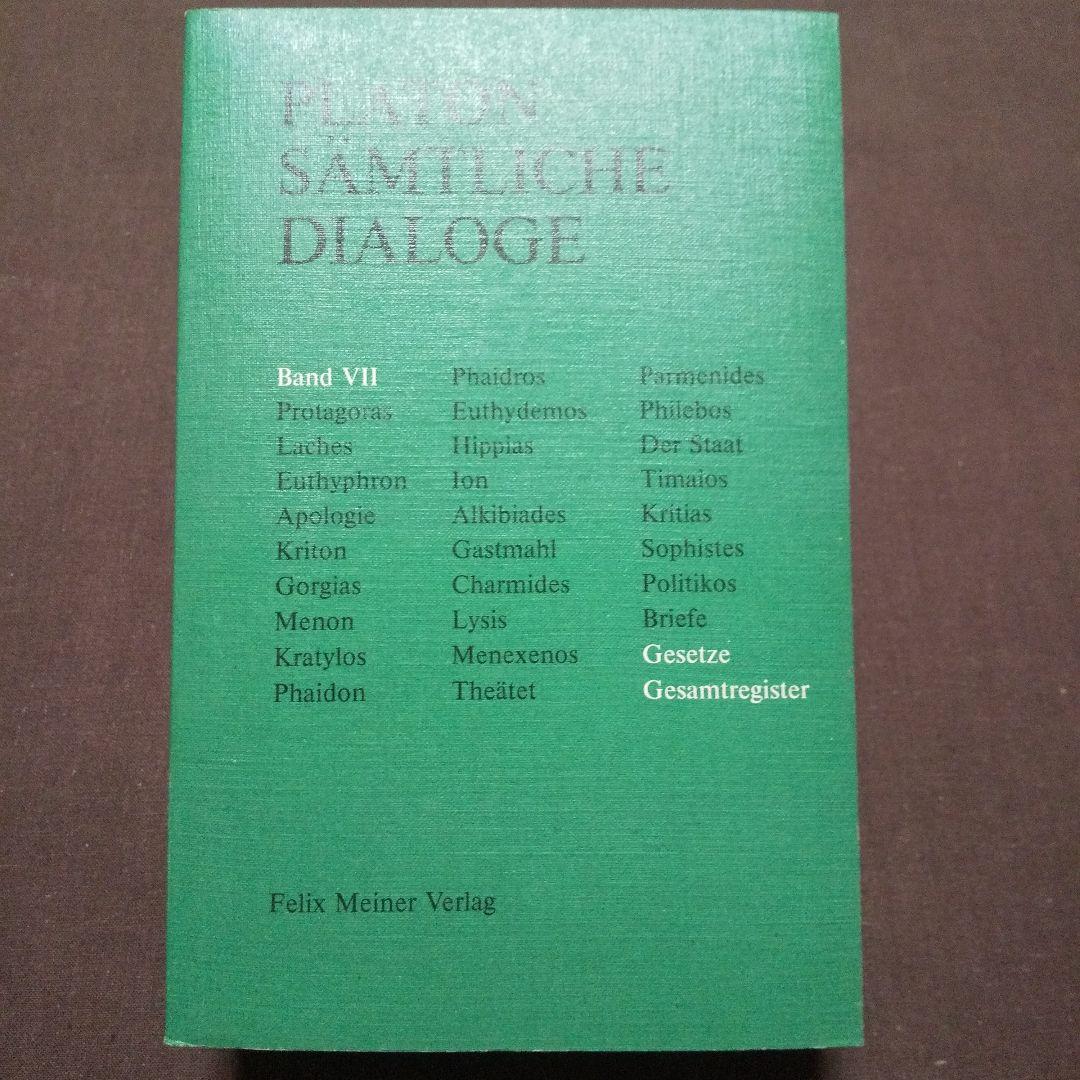 PLATON
SÄMTLICHE
DIALOGE
Band VII
Protagoras
Laches
Euthyphron
Apologie
Kriton
Gorgias
Menon
Kratylos
Phaidon
Phaidros
Euthydemos
Hippias
Ion
Alkibiades
Gastmahl
Charmides
Lysis
Menexenos
Theätet
Parmenides
Philebos
Der Staat
Timaios
Kritias
Sophistes
Politikos
Briefe
Gesetze
Gesamtregister
Felix Meiner Verlag